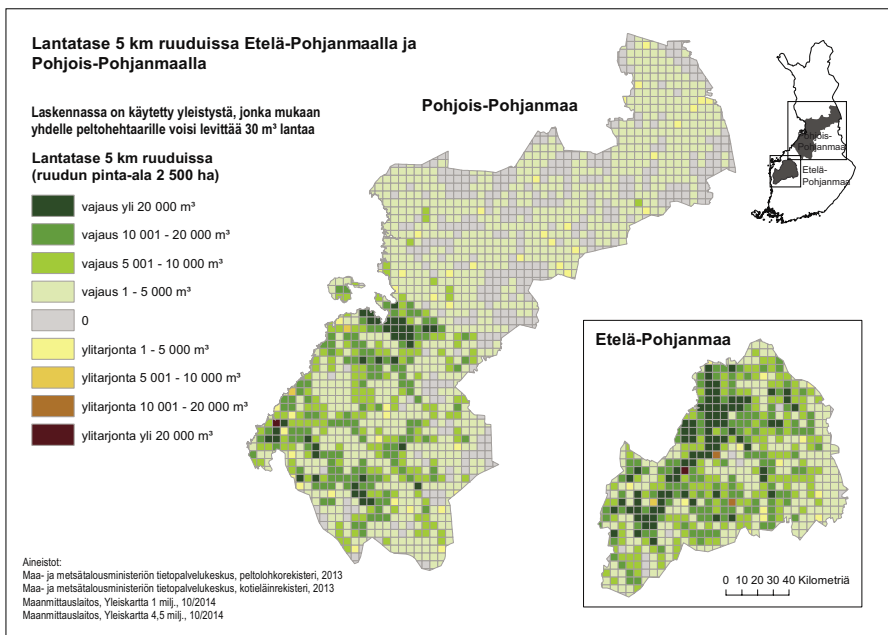 Lantatase 5 km ruuduissa Etelä-Pohjanmaalla ja
Pohjois-Pohjanmaalla
Laskennassa on käytetty yleistystä, jonka mukaan
yhdelle peltohehtaarille voisi levittää 30 m³ lantaa
Lantatase 5 km ruuduissa
(ruudun pinta-ala 2 500 ha)
vajaus yli 20 000 m³
vajaus 10 001 - 20 000 m³
vajaus 5 001 - 10 000 m³
vajaus 1 - 5 000 m³
0
ylitarjonta 1 - 5 000 m³
ylitarjonta 5 001 - 10 000 m³
ylitarjonta 10 001 - 20 000 m³
ylitarjonta yli 20 000 m³
Pohjois-Pohjanmaa
Pohjois-
Pohjanmaa
Etelä-
Pohjanmaa
Etelä-Pohjanmaa
0 10 20 30 40 Kilometriä
Aineistot:
Maa- ja metsätalousministeriön tietopalvelukeskus, peltolohkorekisteri, 2013
Maa- ja metsätalousministeriön tietopalvelukeskus, kotieläinrekisteri, 2013
Maanmittauslaitos, Yleiskartta 1 milj., 10/2014
Maanmittauslaitos, Yleiskartta 4,5 milj., 10/2014